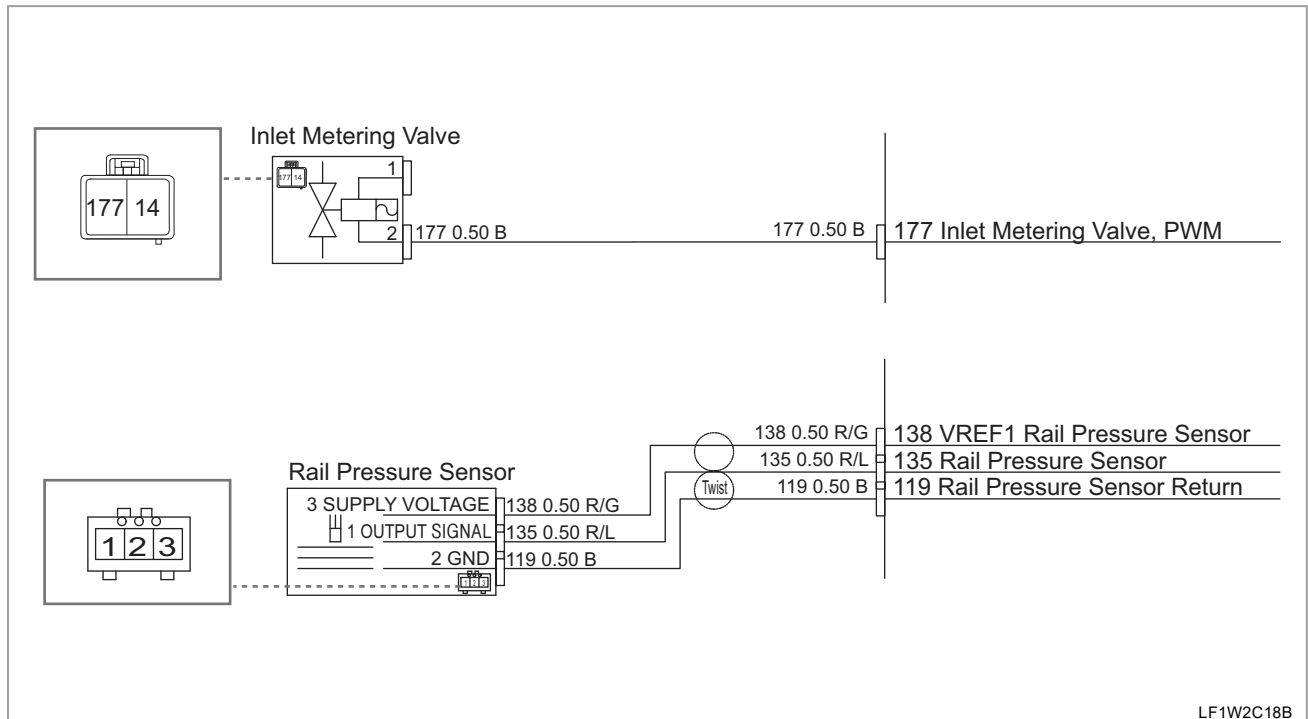 Inlet Metering Valve
177 14
177 14
1
2
177 0.50 B
177 0.50 B
177 Inlet Metering Valve, PWM
138 0.50 R/G
138 VREF1 Rail Pressure Sensor
135 0.50 R/L
135 Rail Pressure Sensor
Twist
119 0.50 B
119 Rail Pressure Sensor Return
Rail Pressure Sensor
3 SUPPLY VOLTAGE
138 0.50 R/G
1 OUTPUT SIGNAL
135 0.50 R/L
2 GND
119 0.50 B
1 2 3
1 2 3
LF1W2C18B